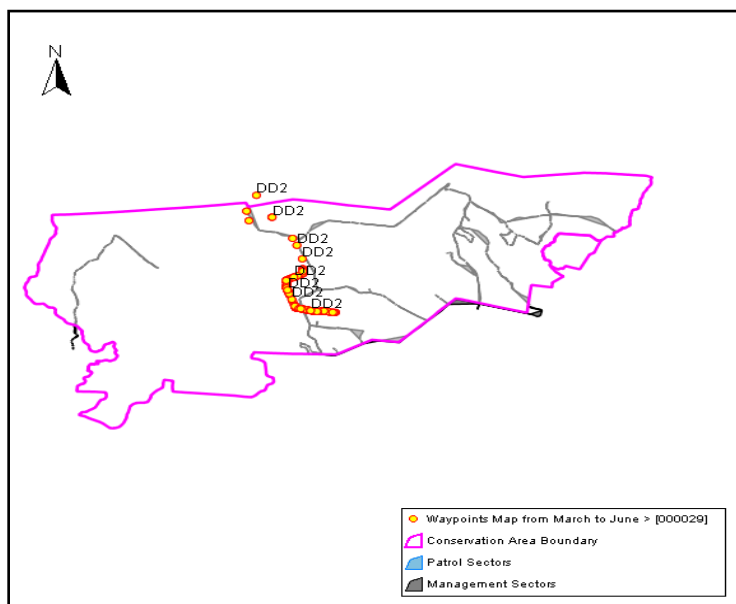 N
DD2
DD2
DD2
DD2
DD2
DD2
DD2
DD2
Waypoints Map from March to June > [000029]
Conservation Area Boundary
Patrol Sectors
Management Sectors